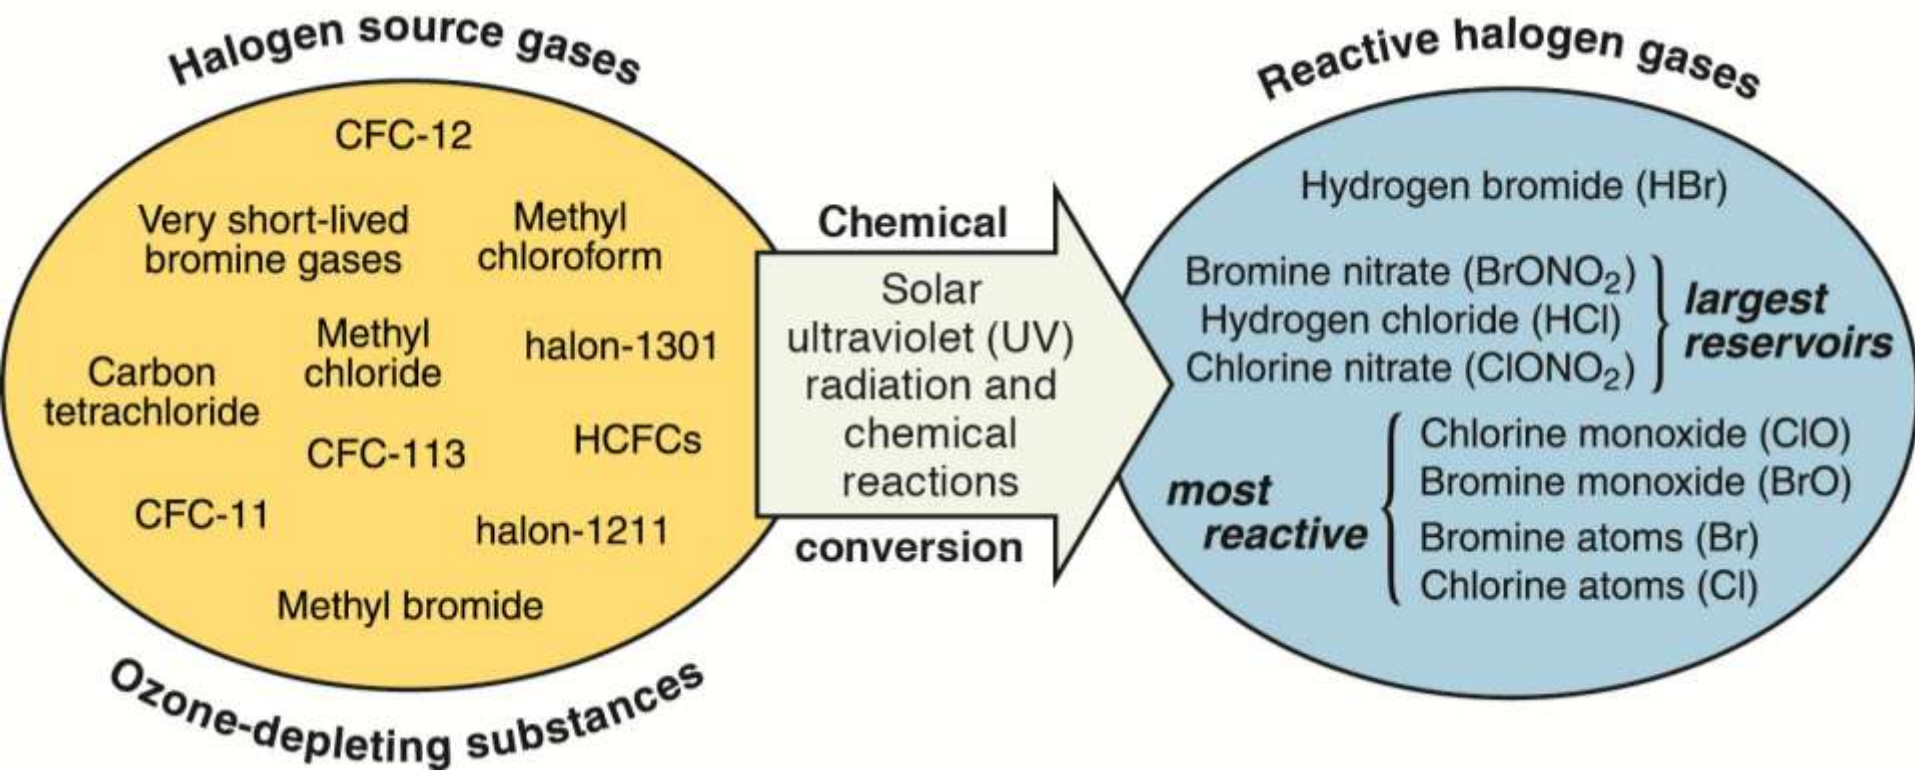 Halogen source gases
CFC-12
Very short-lived
bromine gases
Methyl
chloroform
Methyl
chloride
halon-1301
Carbon
tetrachloride
CFC-113
HCFCs
CFC-11
halon-1211
Methyl bromide
Ozone-depleting substances
Chemical
Solar
ultraviolet (UV)
radiation and
chemical
reactions
conversion
Reactive halogen gases
Hydrogen bromide (HBr)
Bromine nitrate (BrONO₂)
Hydrogen chloride (HCl)
Chlorine nitrate (ClONO₂)
largest
reservoirs
most
reactive
Chlorine monoxide (ClO)
Bromine monoxide (BrO)
Bromine atoms (Br)
Chlorine atoms (Cl)